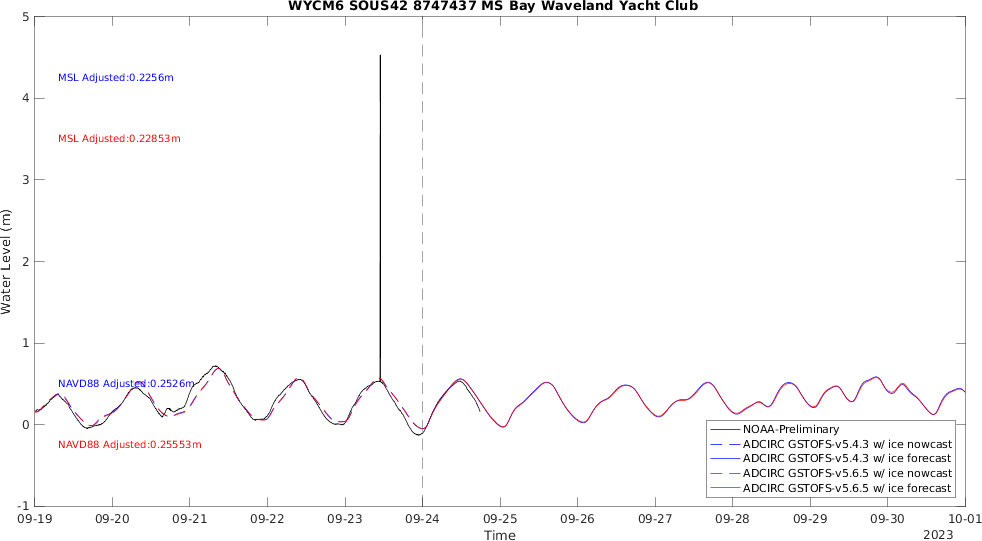 WYCM6 SOUS42 8747437 MS Bay Waveland Yacht Club
5
4
3
2
1
0
-1
Water Level (m)
MSL Adjusted:0.2256m
MSL Adjusted:0.22853m
NAVD88 Adjusted:0.2526m
NAVD88 Adjusted:0.25553m
NOAA-Preliminary
ADCIRC GSTOFS-v5.4.3 w/ ice nowcast
ADCIRC GSTOFS-v5.4.3 w/ ice forecast
ADCIRC GSTOFS-v5.6.5 w/ ice nowcast
ADCIRC GSTOFS-v5.6.5 w/ ice forecast
09-19 09-20 09-21 09-22 09-23 09-24 09-25 09-26 09-27 09-28 09-29 09-30 10-01
Time
2023